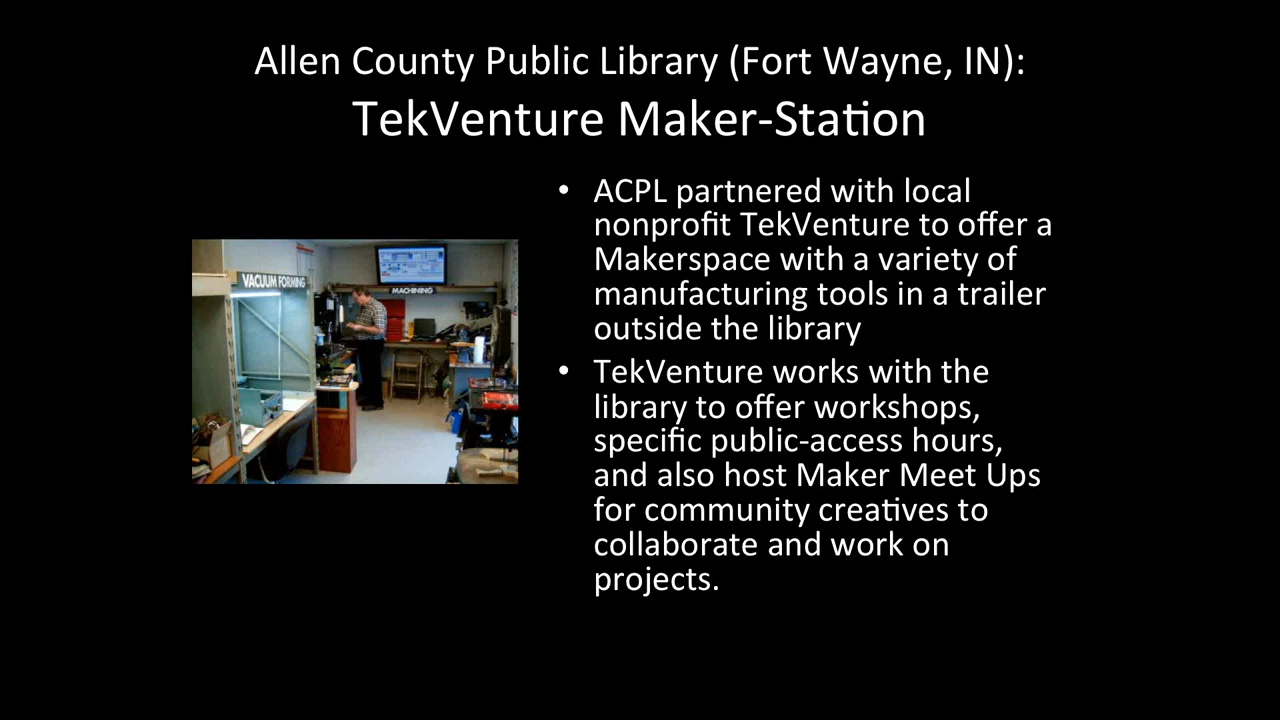 Allen County Public Library (Fort Wayne, IN):
TekVenture Maker-Station
• ACPL partnered with local
nonprofit TekVenture to offer a
Makerspace with a variety of
manufacturing tools in a trailer
outside the library
• TekVenture works with the
library to offer workshops,
specific public-access hours,
and also host Maker Meet Ups
for community creatives to
collaborate and work on
projects.
VACUUM FORMING
MACHINING